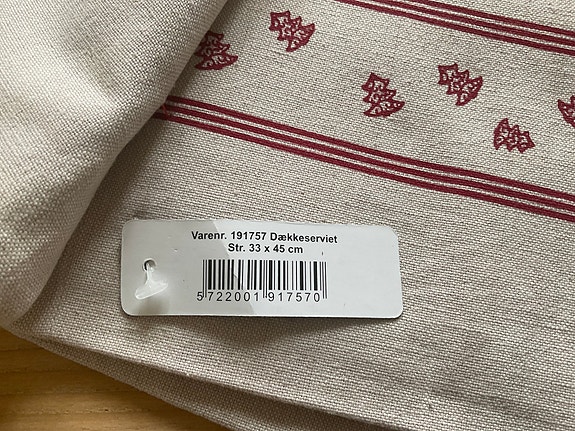 Varenr. 191757 Dækkeserviet
Str. 33 x 45 cm
5 722001 917570